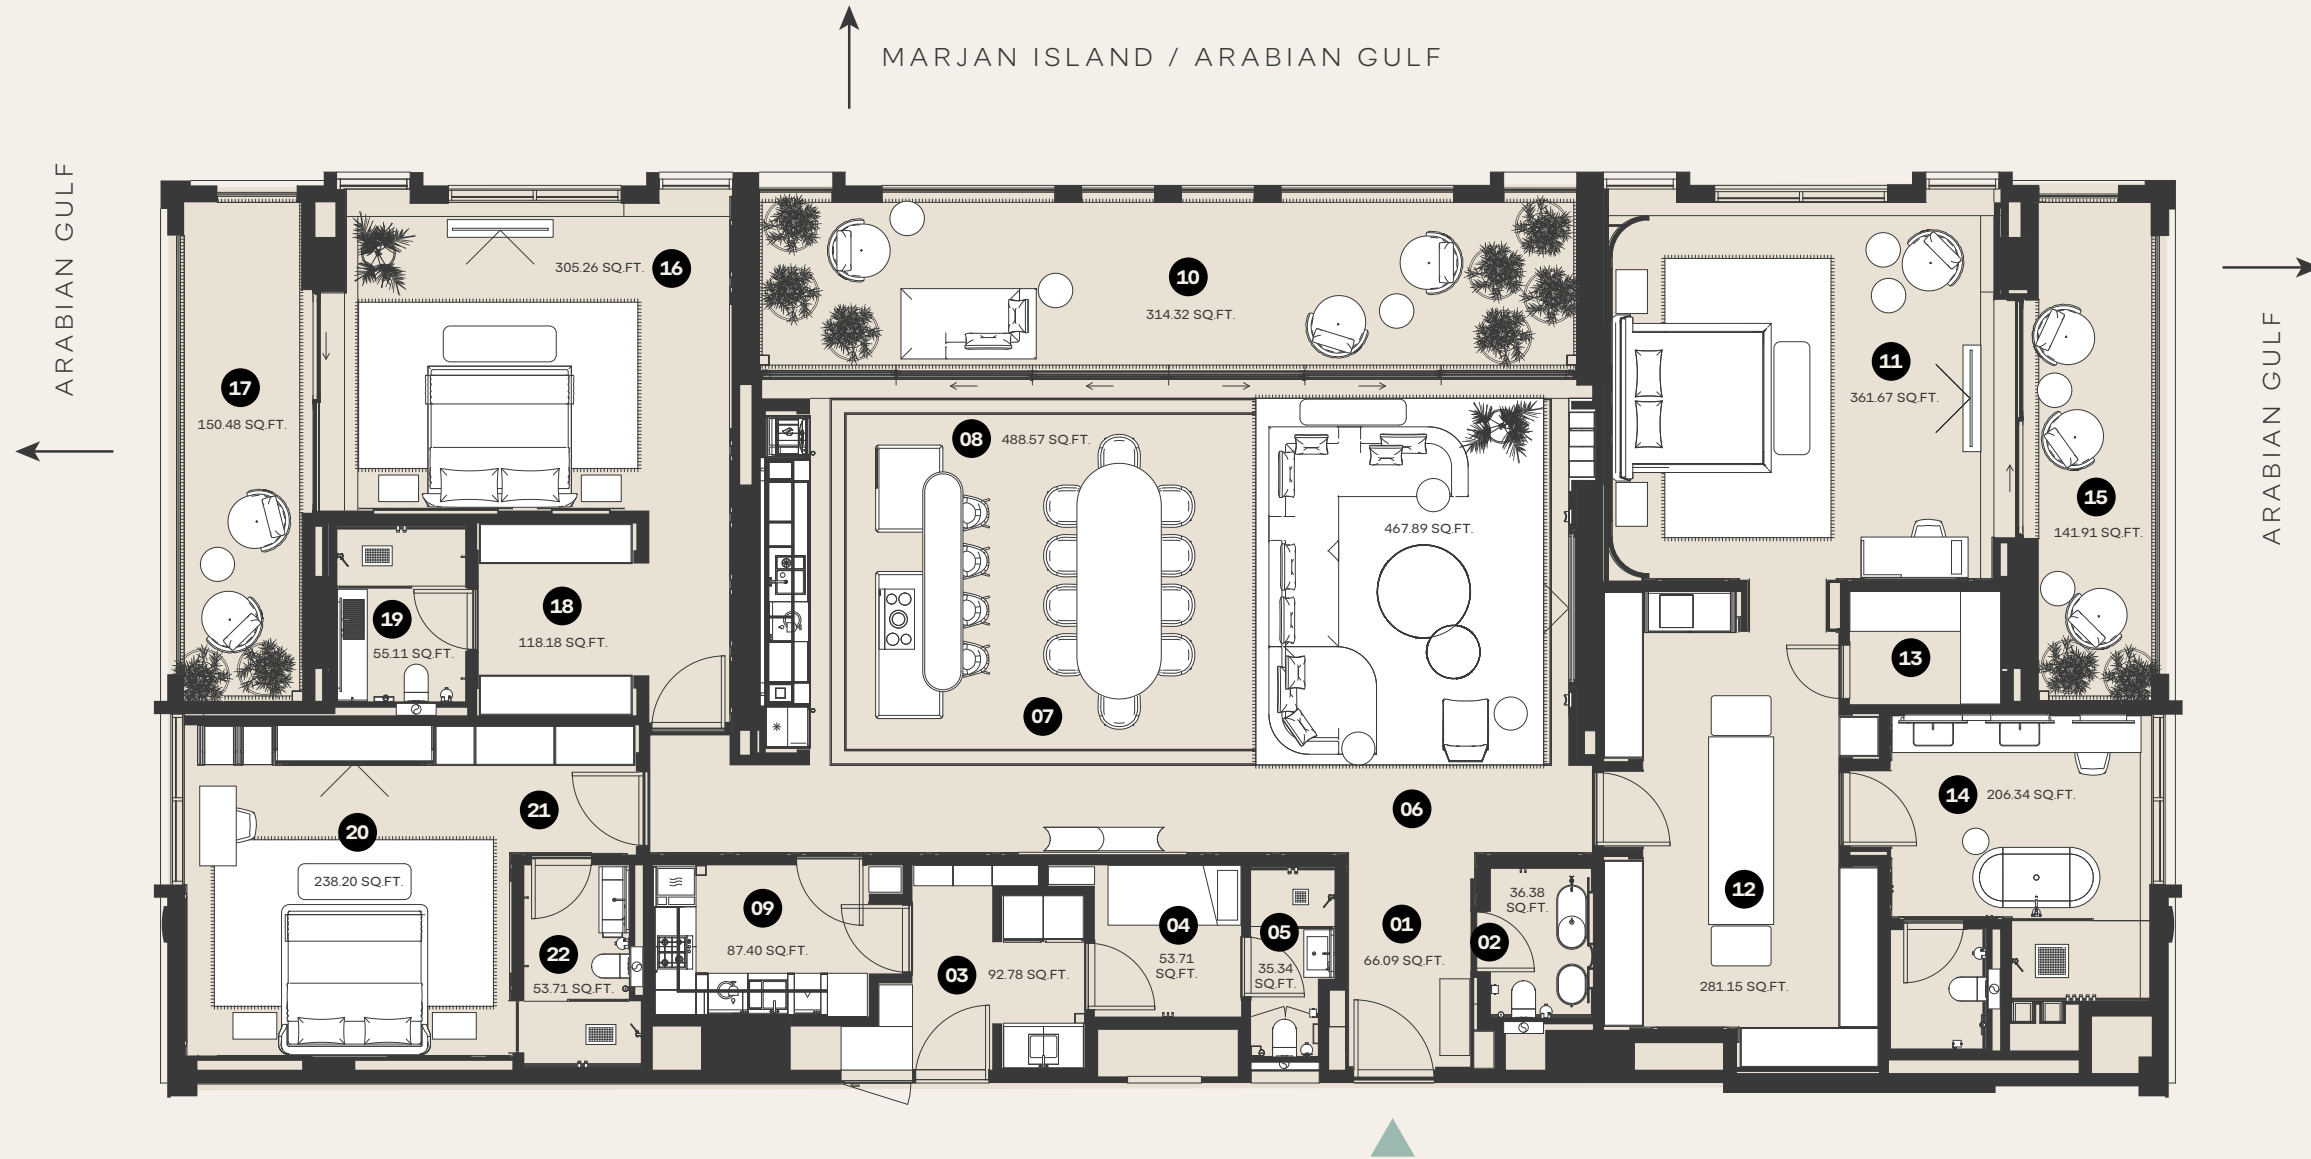 MARJAN ISLAND / ARABIAN GULF
ARABIAN GULF
ARABIAN GULF
16
305.26 SQ.FT.
10
314.32 SQ.FT.
11
361.67 SQ.FT.
17
150.48 SQ.FT.
08
488.57 SQ.FT.
467.89 SQ.FT.
15
141.91 SQ.FT.
18
118.18 SQ.FT.
19
55.11 SQ.FT.
13
07
14
206.34 SQ.FT.
21
06
20
238.20 SQ.FT.
12
281.15 SQ.FT.
09
87.40 SQ.FT.
36.38
SQ.FT.
02
01
66.09 SQ.FT.
04
53.71
SQ.FT.
05
35.34
SQ.FT.
22
53.71 SQ.FT.
03
92.78 SQ.FT.